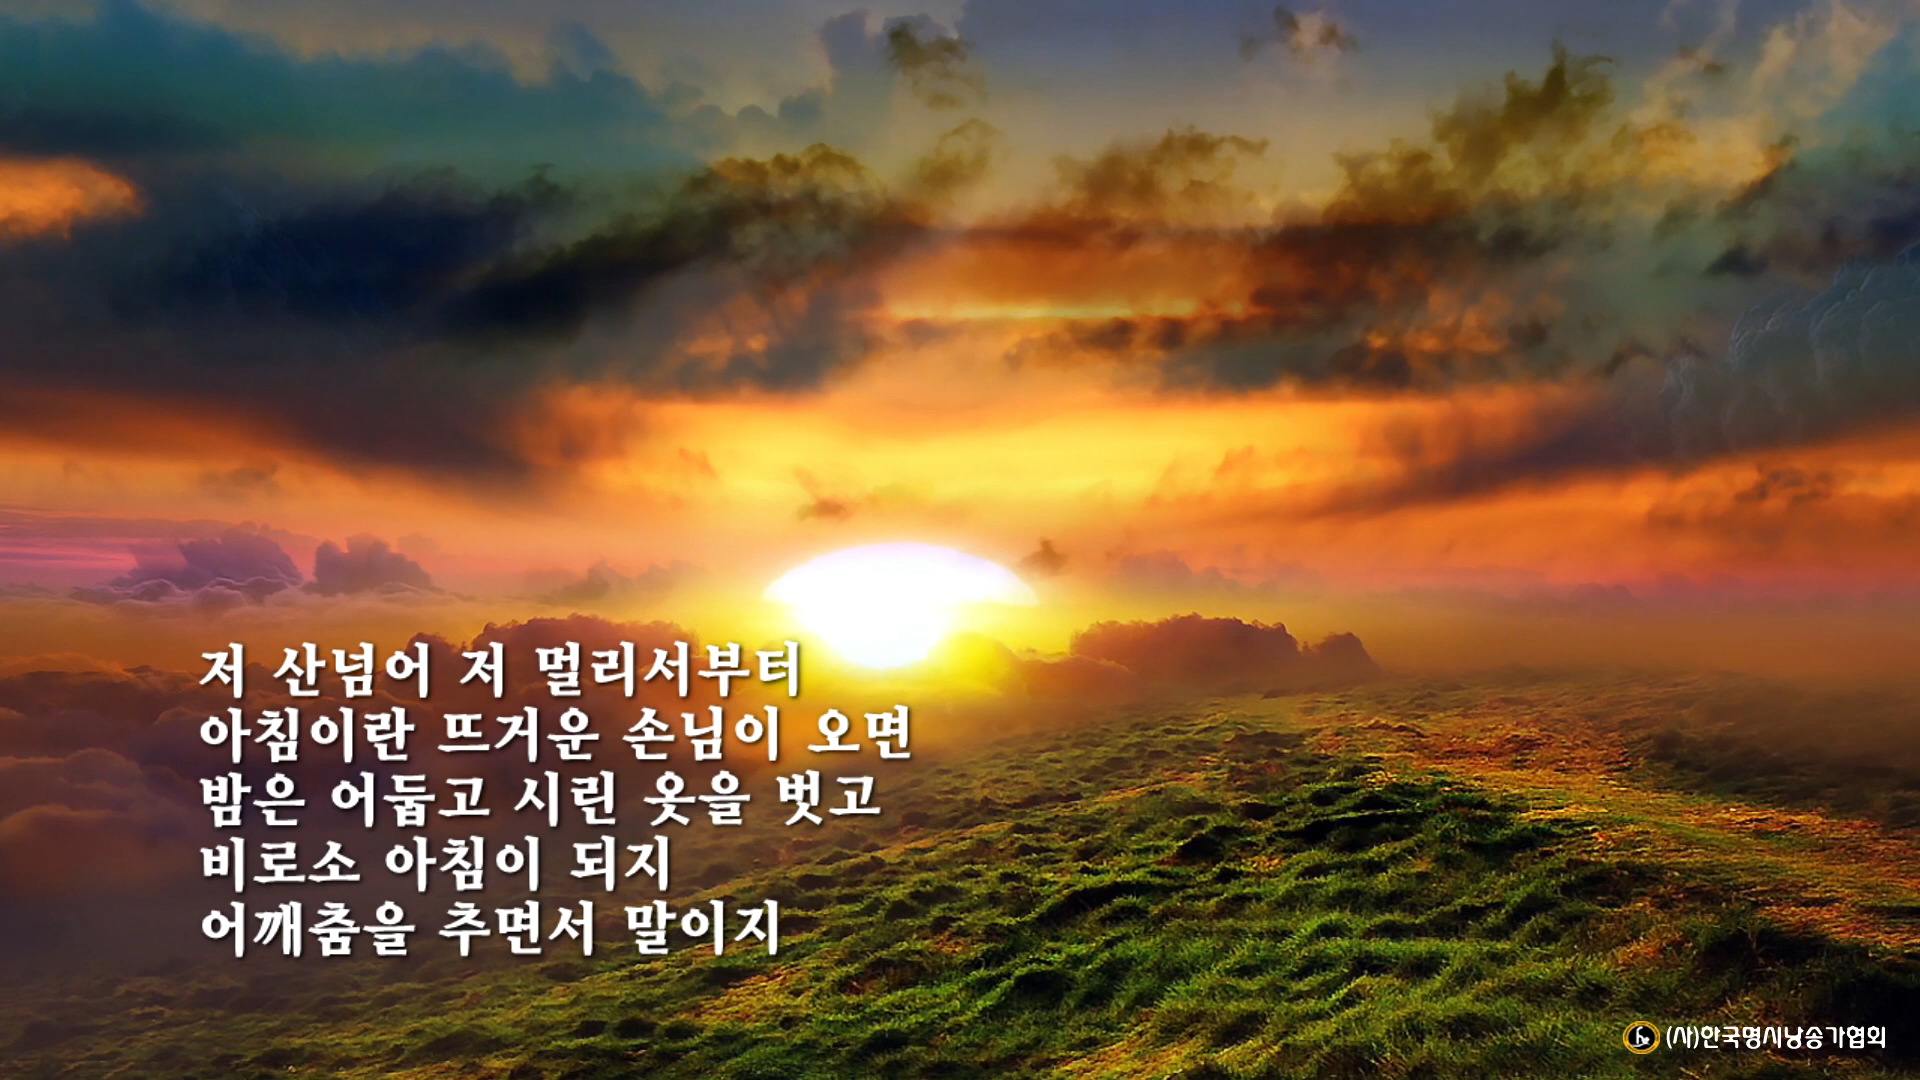 저 산넘어 저 멀리서부터
아침이란 뜨거운 손님이 오면
밤은 어둡고 시린 옷을 벗고
비로소 아침이 되지
어깨춤을 추면서 말이지
(사)한국명시낭송가협회